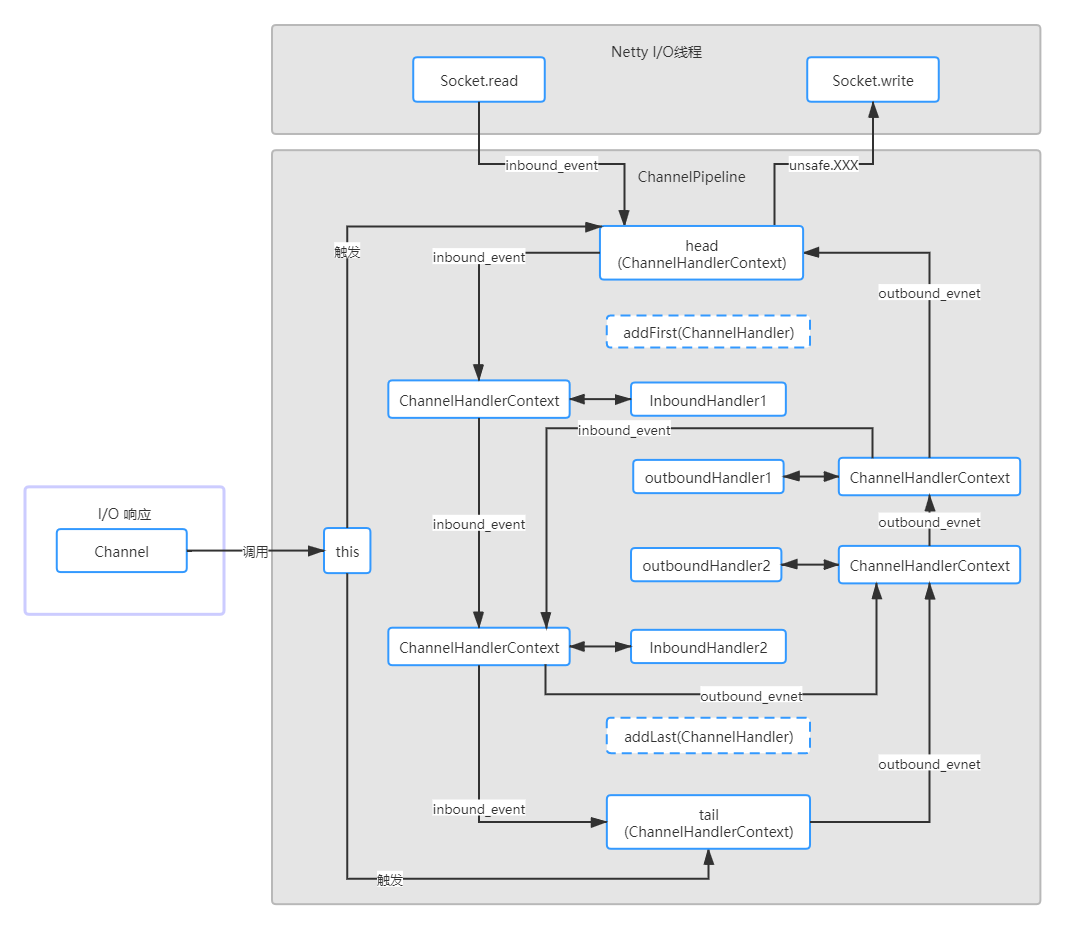 Netty I/O线程
Socket.read
Socket.write
inbound_event
unsafe.XXX
ChannelPipeline
触发
head
(ChannelHandlerContext)
inbound_event
outbound_evnet
addFirst(ChannelHandler)
ChannelHandlerContext
InboundHandler1
inbound_event
outboundHandler1
ChannelHandlerContext
I/O 响应
Channel
调用
this
inbound_event
outbound_evnet
outboundHandler2
ChannelHandlerContext
ChannelHandlerContext
InboundHandler2
outbound_evnet
addLast(ChannelHandler)
outbound_evnet
inbound_event
tail
(ChannelHandlerContext)
触发